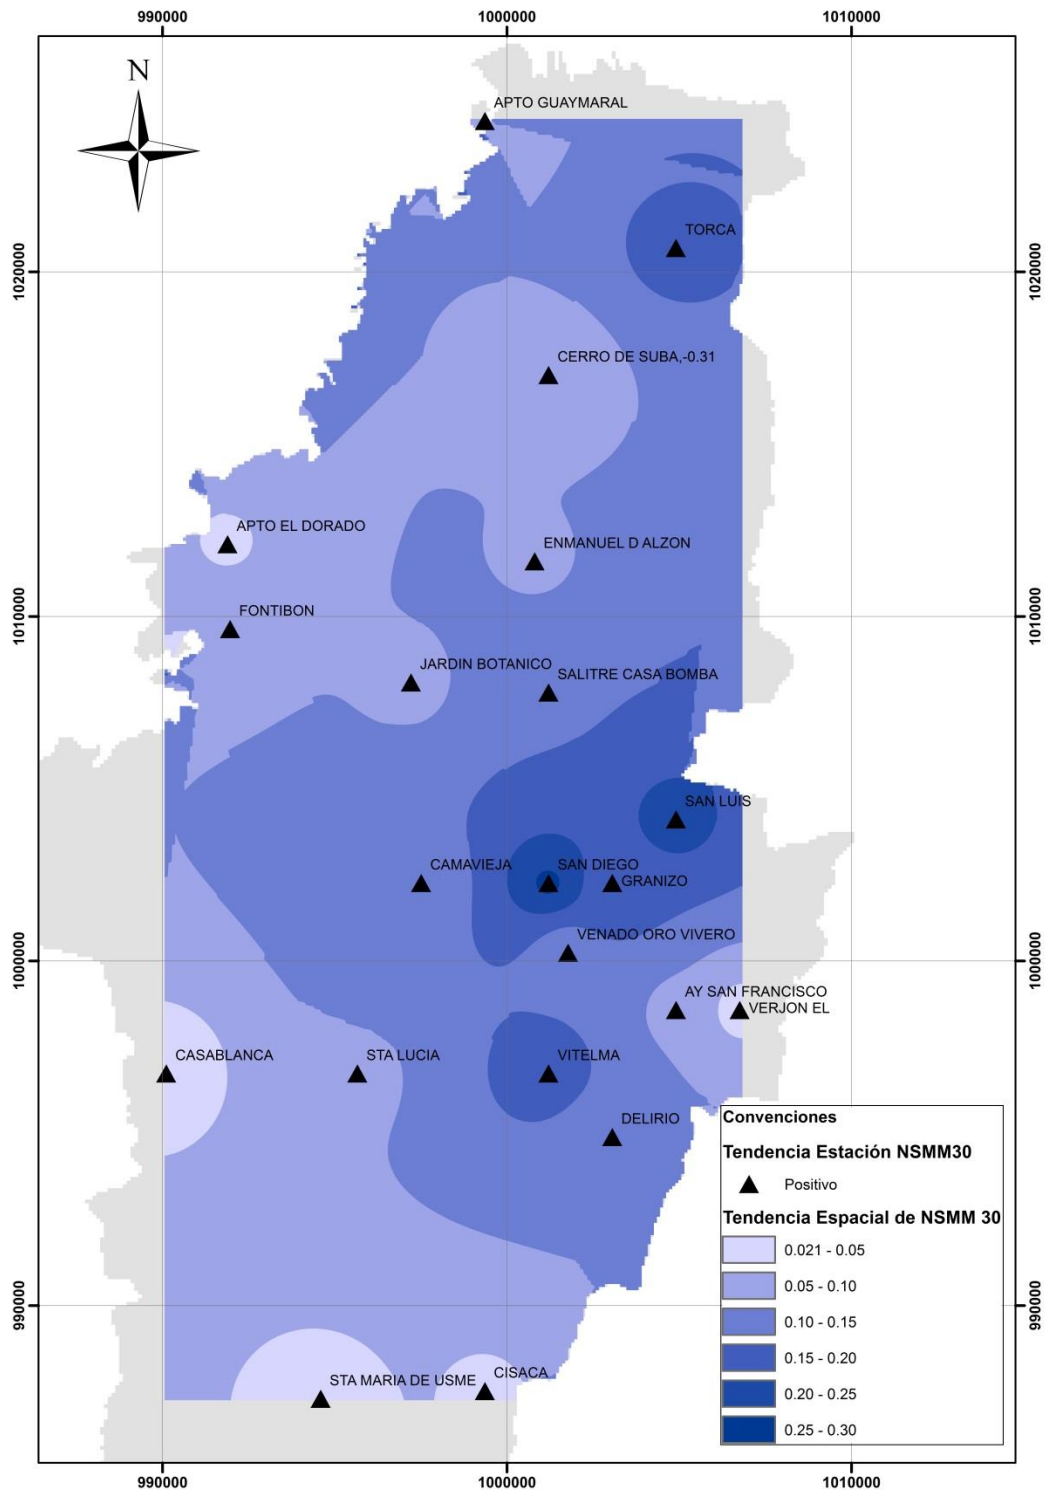 990000
1000000
1010000
N
APTO GUAYMARAL
TORCA
1020000
1020000
CERRO DE SUBA,-0.31
APTO EL DORADO
ENMANUEL D ALZON
FONTIBON
1010000
1010000
JARDIN BOTANICO
SALITRE CASA BOMBA
SAN LUIS
CAMAVIEJA
SAN DIEGO
GRANIZO
VENADO ORO VIVERO
1000000
1000000
AY SAN FRANCISCO
VERJON EL
CASABLANCA
STA LUCIA
VITELMA
DELIRIO
Convenciones
Tendencia Estación NSMM30
Positivo
Tendencia Espacial de NSMM 30
0.021 - 0.05
0.05 - 0.10
0.10 - 0.15
0.15 - 0.20
0.20 - 0.25
0.25 - 0.30
990000
990000
STA MARIA DE USME
CISACA
990000
1000000
1010000